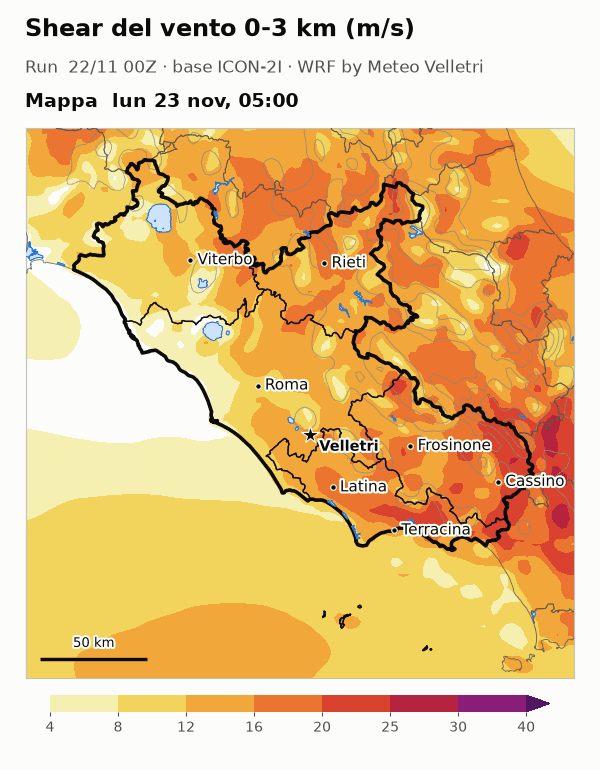 Shear del vento 0-3 km (m/s)
Run  22/11 00Z · base ICON-2I · WRF by Meteo Velletri
Mappa  lun 23 nov, 05:00
Viterbo
Rieti
Roma
Velletri
Frosinone
Cassino
Latina
Terracina
50 km
4 8 12 16 20 25 30 40